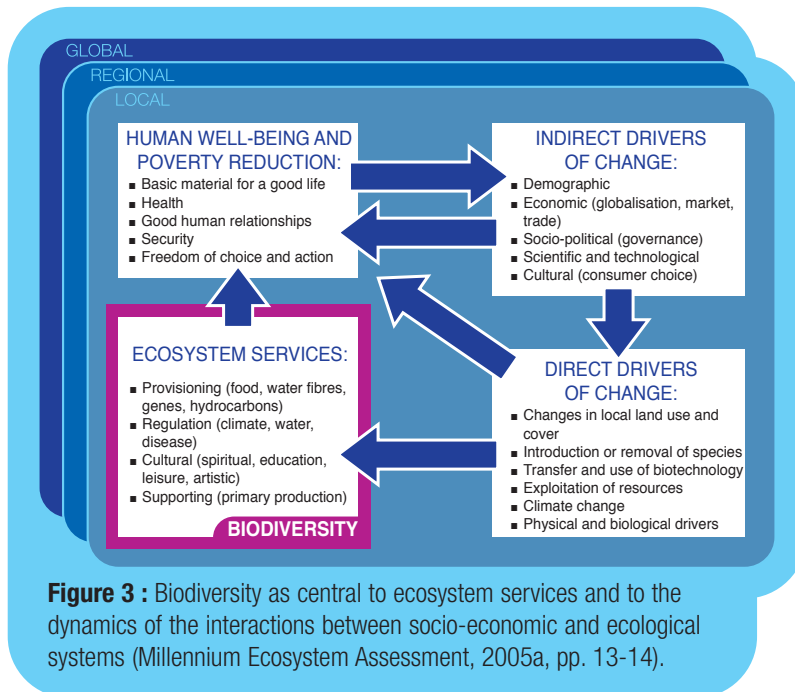 GLOBAL
REGIONAL
LOCAL
HUMAN WELL-BEING AND
POVERTY REDUCTION:
▪ Basic material for a good life
▪ Health
▪ Good human relationships
▪ Security
▪ Freedom of choice and action
INDIRECT DRIVERS
OF CHANGE:
▪ Demographic
▪ Economic (globalisation, market,
trade)
▪ Socio-political (governance)
▪ Scientific and technological
▪ Cultural (consumer choice)
ECOSYSTEM SERVICES:
▪ Provisioning (food, water fibres,
genes, hydrocarbons)
▪ Regulation (climate, water,
disease)
▪ Cultural (spiritual, education,
leisure, artistic)
▪ Supporting (primary production)
BIODIVERSITY
DIRECT DRIVERS
OF CHANGE:
▪ Changes in local land use and
cover
▪ Introduction or removal of species
▪ Transfer and use of biotechnology
▪ Exploitation of resources
▪ Climate change
▪ Physical and biological drivers
Figure 3 : Biodiversity as central to ecosystem services and to the
dynamics of the interactions between socio-economic and ecological
systems (Millennium Ecosystem Assessment, 2005a, pp. 13-14).